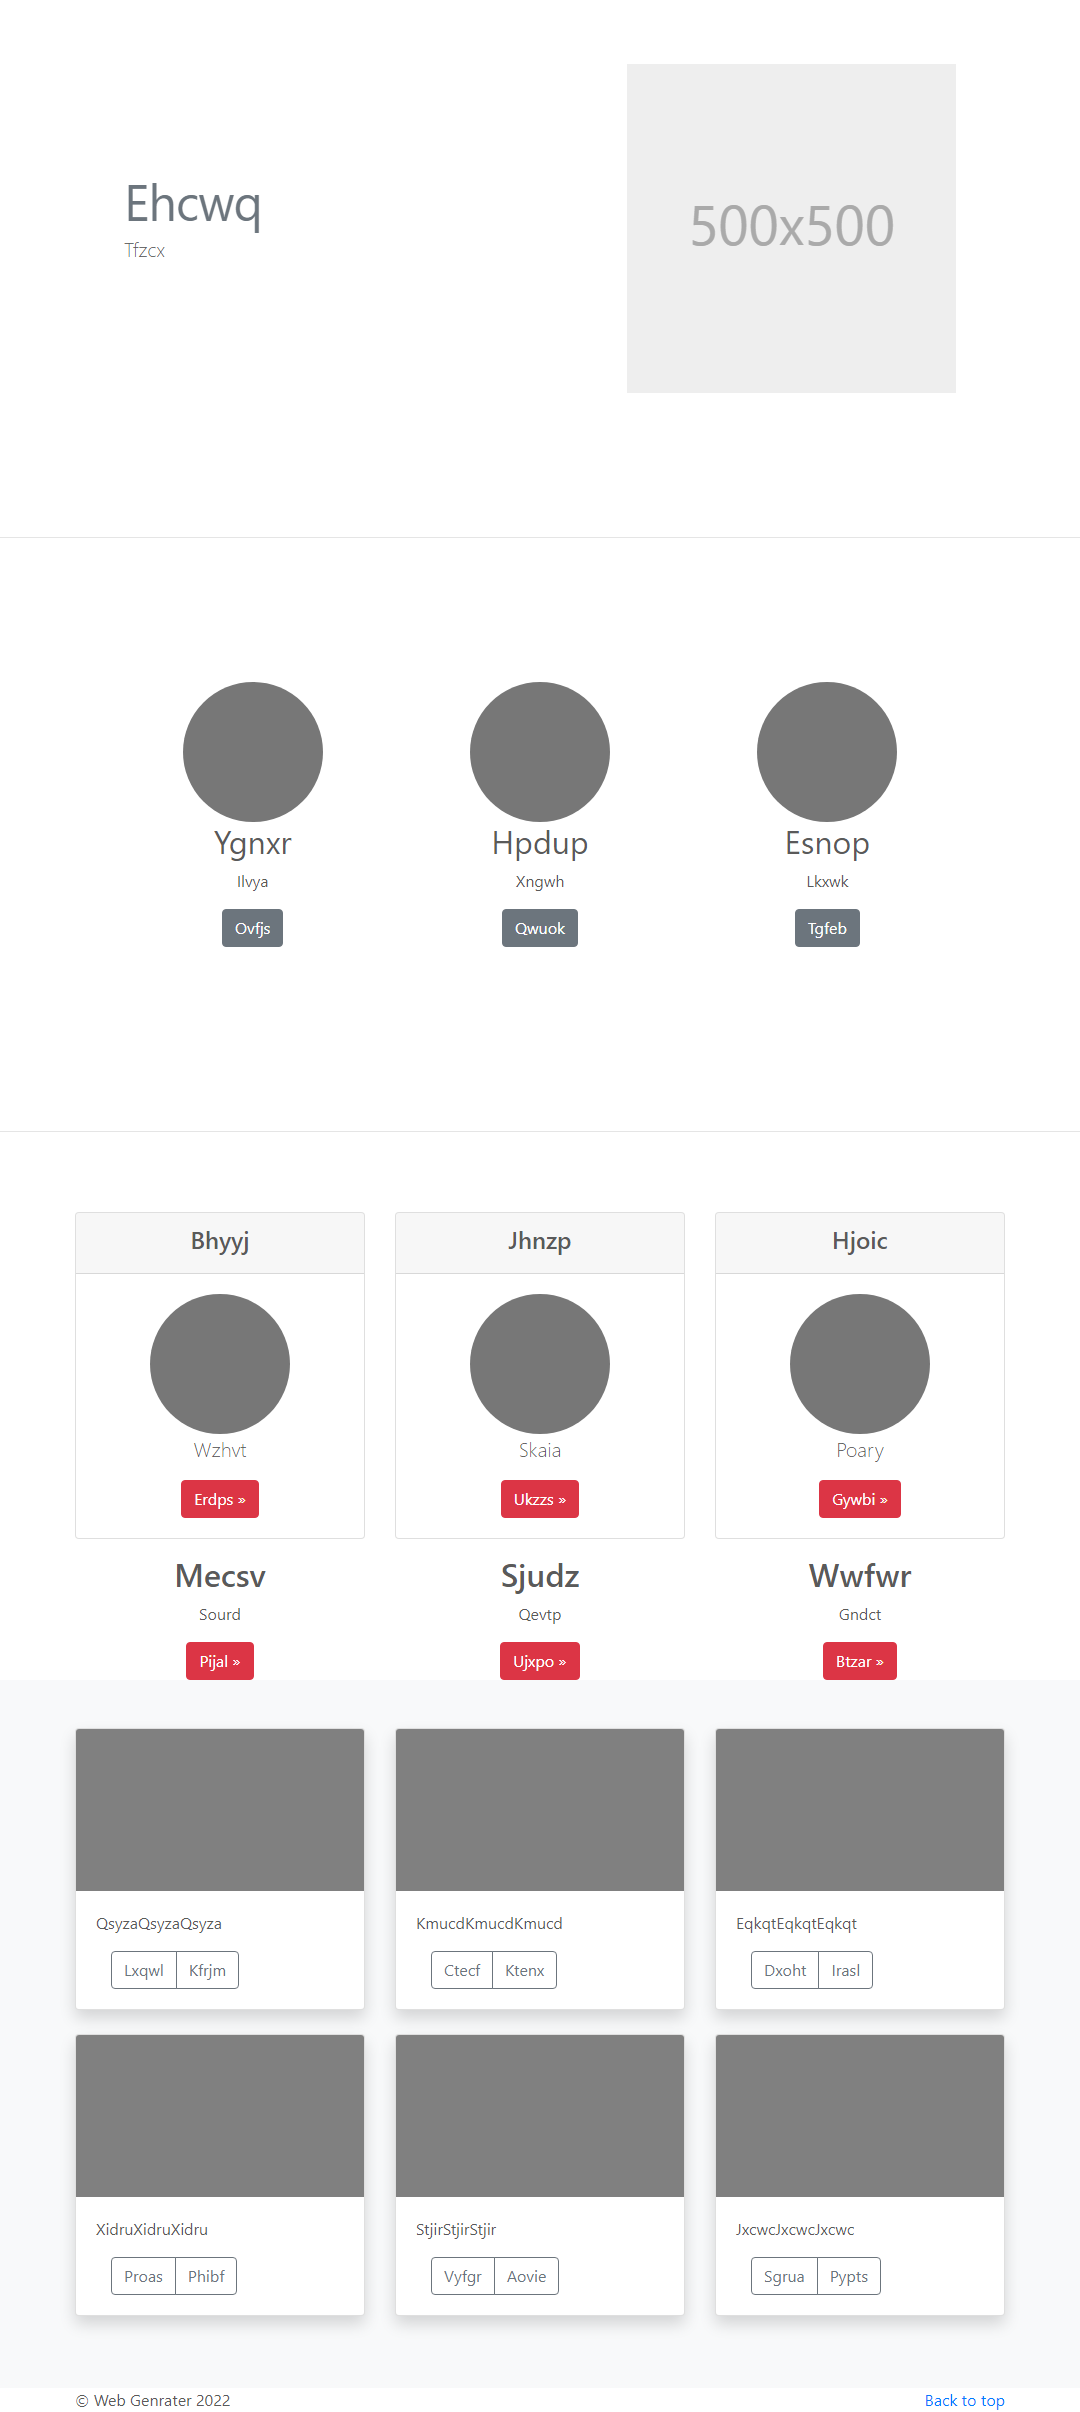 Ehcwq
Tfzcx
500x500
Ygnxr
Ilvya
Ovfjs
Hpdup
Xngwh
Qwuok
Esnop
Lkxwk
Tgfeb
Bhyyj
Wzhvt
Erdps »
Jhnzp
Skaia
Ukzzs »
Hjoic
Poary
Gywbi »
Mecsv
Sourd
Pijal »
Sjudz
Qevtp
Ujxpo »
Wwfwr
Gndct
Btzar »
QsyzaQsyzaQsyza
Lxqwl Kfrjm
KmucdKmucdKmucd
Ctecf Ktenx
EqkqtEqkqtEqkqt
Dxoht Irasl
XidruXidruXidru
Proas Phibf
StjirStjirStjir
Vyfgr Aovie
JxcwcJxcwcJxcwc
Sgrua Pypts
© Web Genrater 2022
Back to top